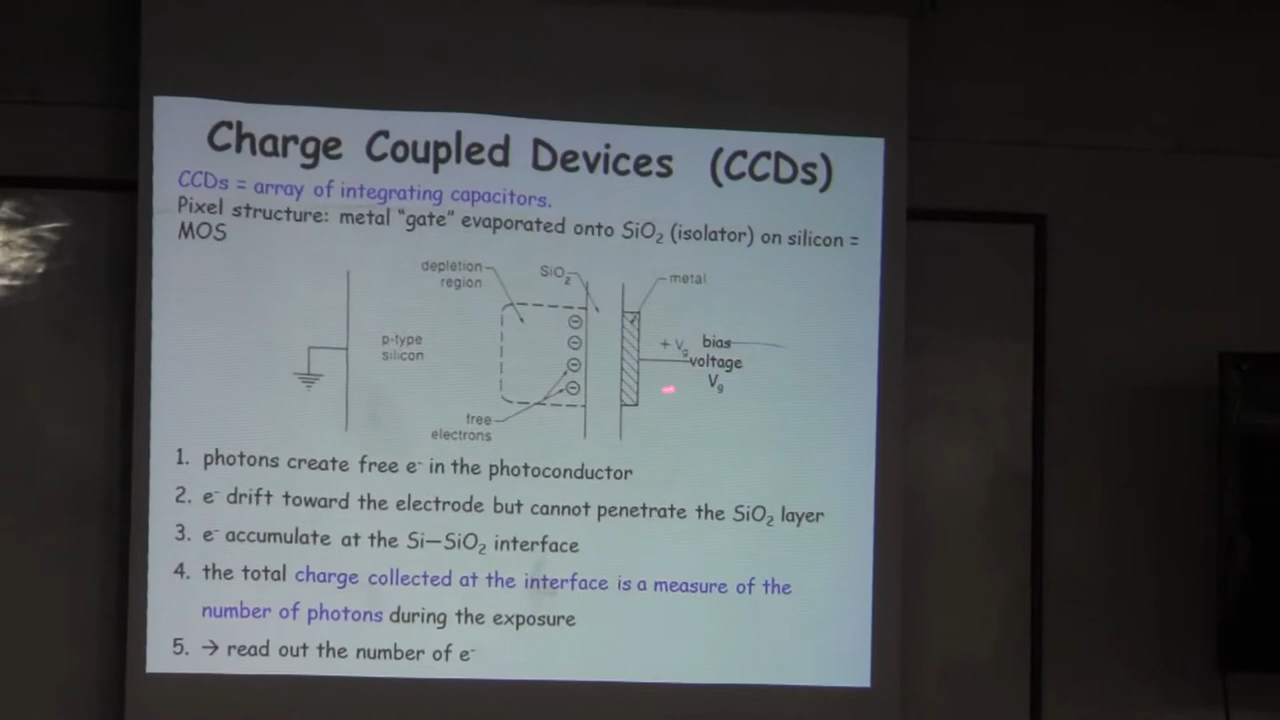 Charge Coupled Devices (CCDs)
CCDs = array of integrating capacitors.
Pixel structure: metal “gate” evaporated onto SiO₂ (isolator) on silicon =
MOS
depletion
region
SiO₂
metal
p-type
silicon
+ Vg
bias
voltage
Vg
free
electrons
1. photons create free e⁻ in the photoconductor
2. e⁻ drift toward the electrode but cannot penetrate the SiO₂ layer
3. e⁻ accumulate at the Si–SiO₂ interface
4. the total charge collected at the interface is a measure of the
number of photons during the exposure
5. → read out the number of e⁻